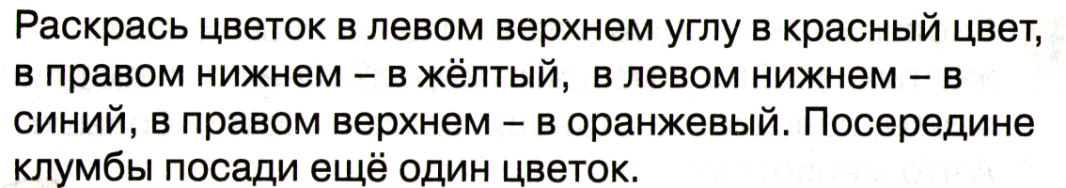 Раскрась цветок в левом верхнем углу в красный цвет,
в правом нижнем – в жёлтый, в левом нижнем – в
синий, в правом верхнем – в оранжевый. Посередине
клумбы посади ещё один цветок.